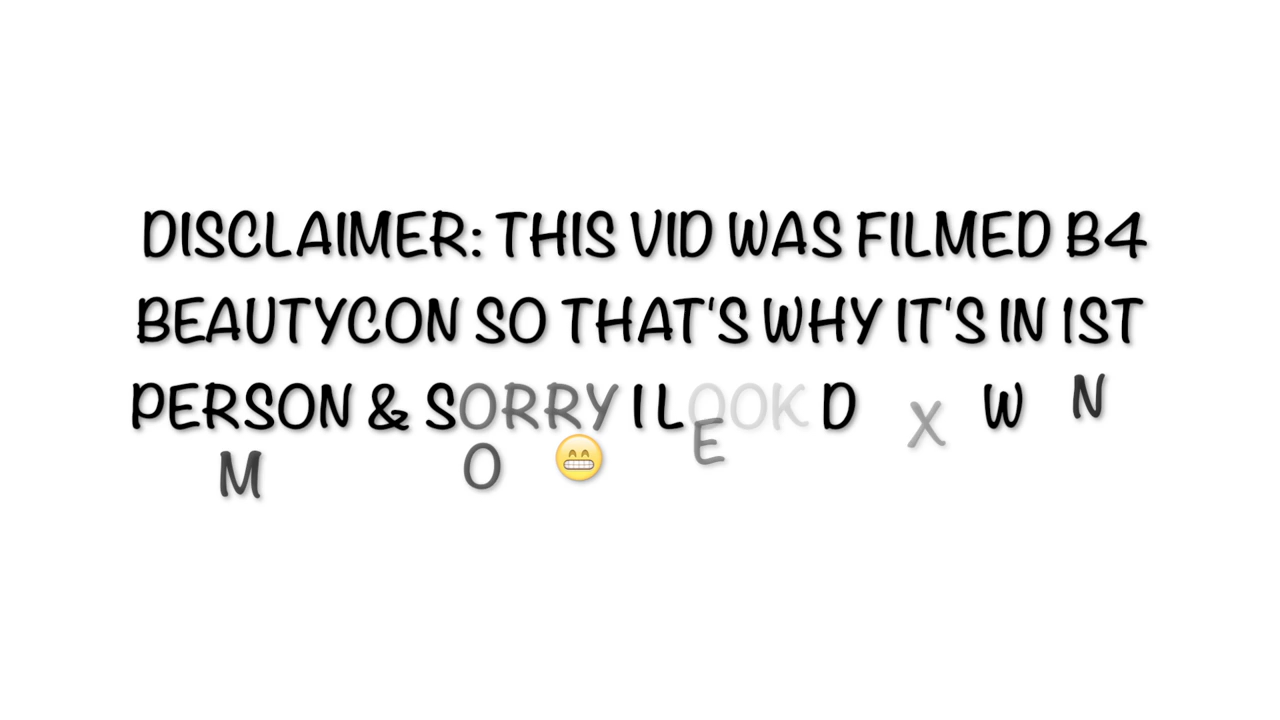 DISCLAIMER: THIS VID WAS FILMED B4
BEAUTYCON SO THAT'S WHY IT'S IN 1ST
PERSON & SORRY I LOOK